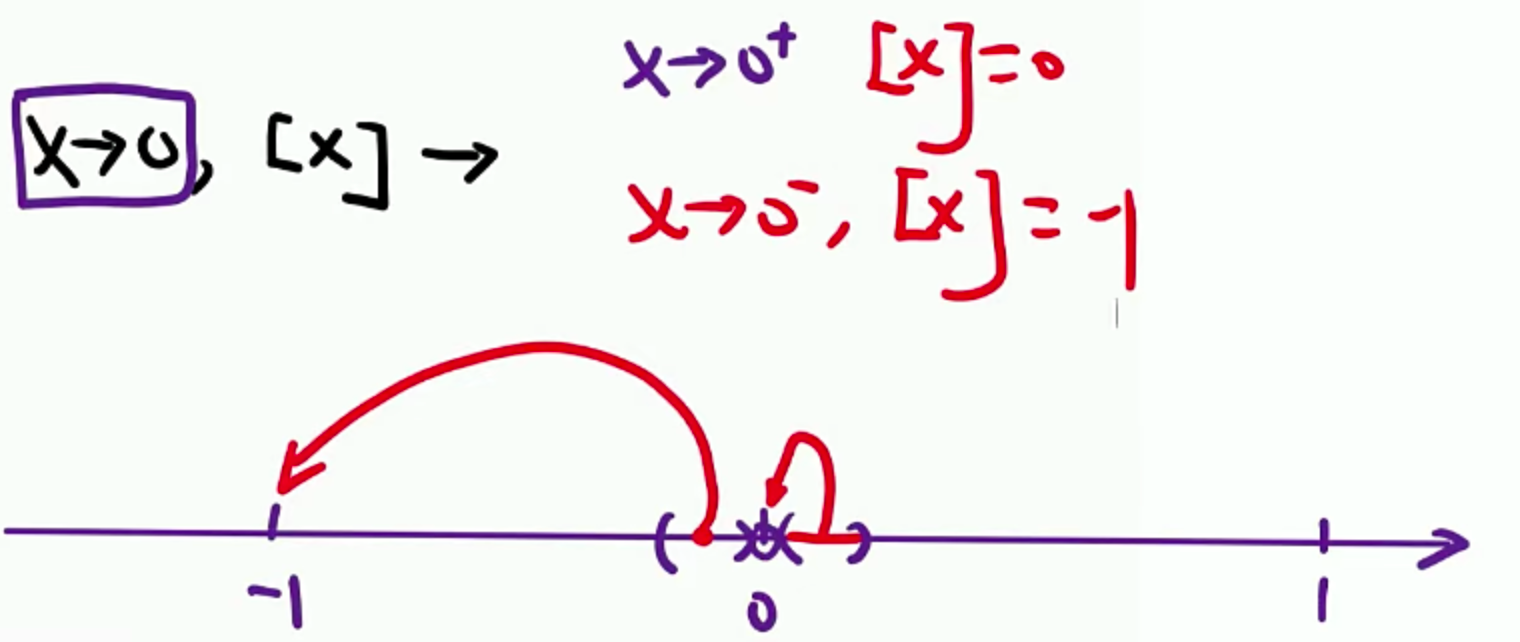 x→0⁺ [x]=0
x→0, [x]→
x→0⁻, [x]=-1
-1 0 1